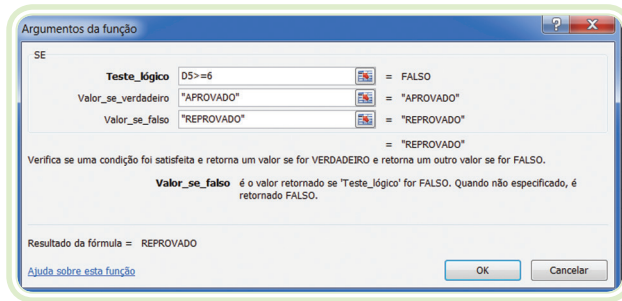 Argumentos da função
SE
Teste_lógico D5>=6 = FALSO
Valor_se_verdadeiro "APROVADO" = "APROVADO"
Valor_se_falso "REPROVADO" = "REPROVADO"
= "REPROVADO"
Verifica se uma condição foi satisfeita e retorna um valor se for VERDADEIRO e retorna um outro valor se for FALSO.
Valor_se_falso é o valor retornado se 'Teste_lógico' for FALSO. Quando não especificado, é
retornado FALSO.
Resultado da fórmula = REPROVADO
Ajuda sobre esta função OK Cancelar